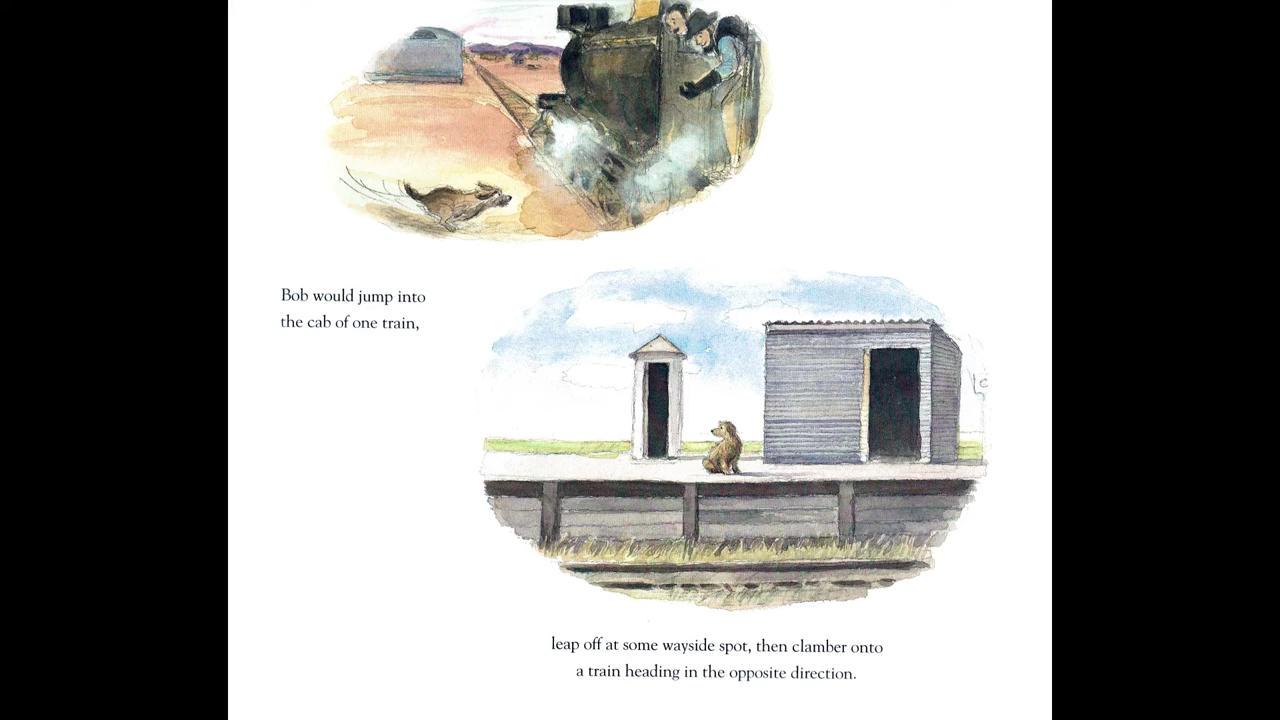 Bob would jump into
the cab of one train,
leap off at some wayside spot, then clamber onto
a train heading in the opposite direction.